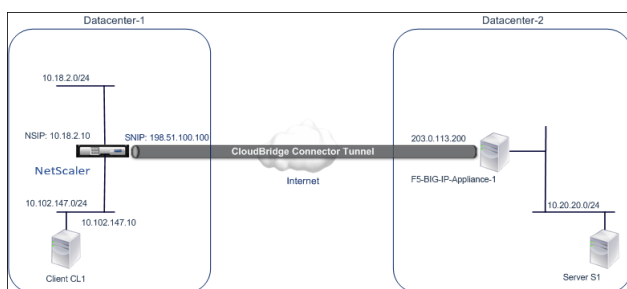 Datacenter-1
Datacenter-2
10.18.2.0/24
NSIP: 10.18.2.10
SNIP: 198.51.100.100
203.0.113.200
CloudBridge Connector Tunnel
NetScaler
Internet
F5-BIG-IP-Appliance-1
10.102.147.0/24
10.20.20.0/24
10.102.147.10
Client CL1
Server S1